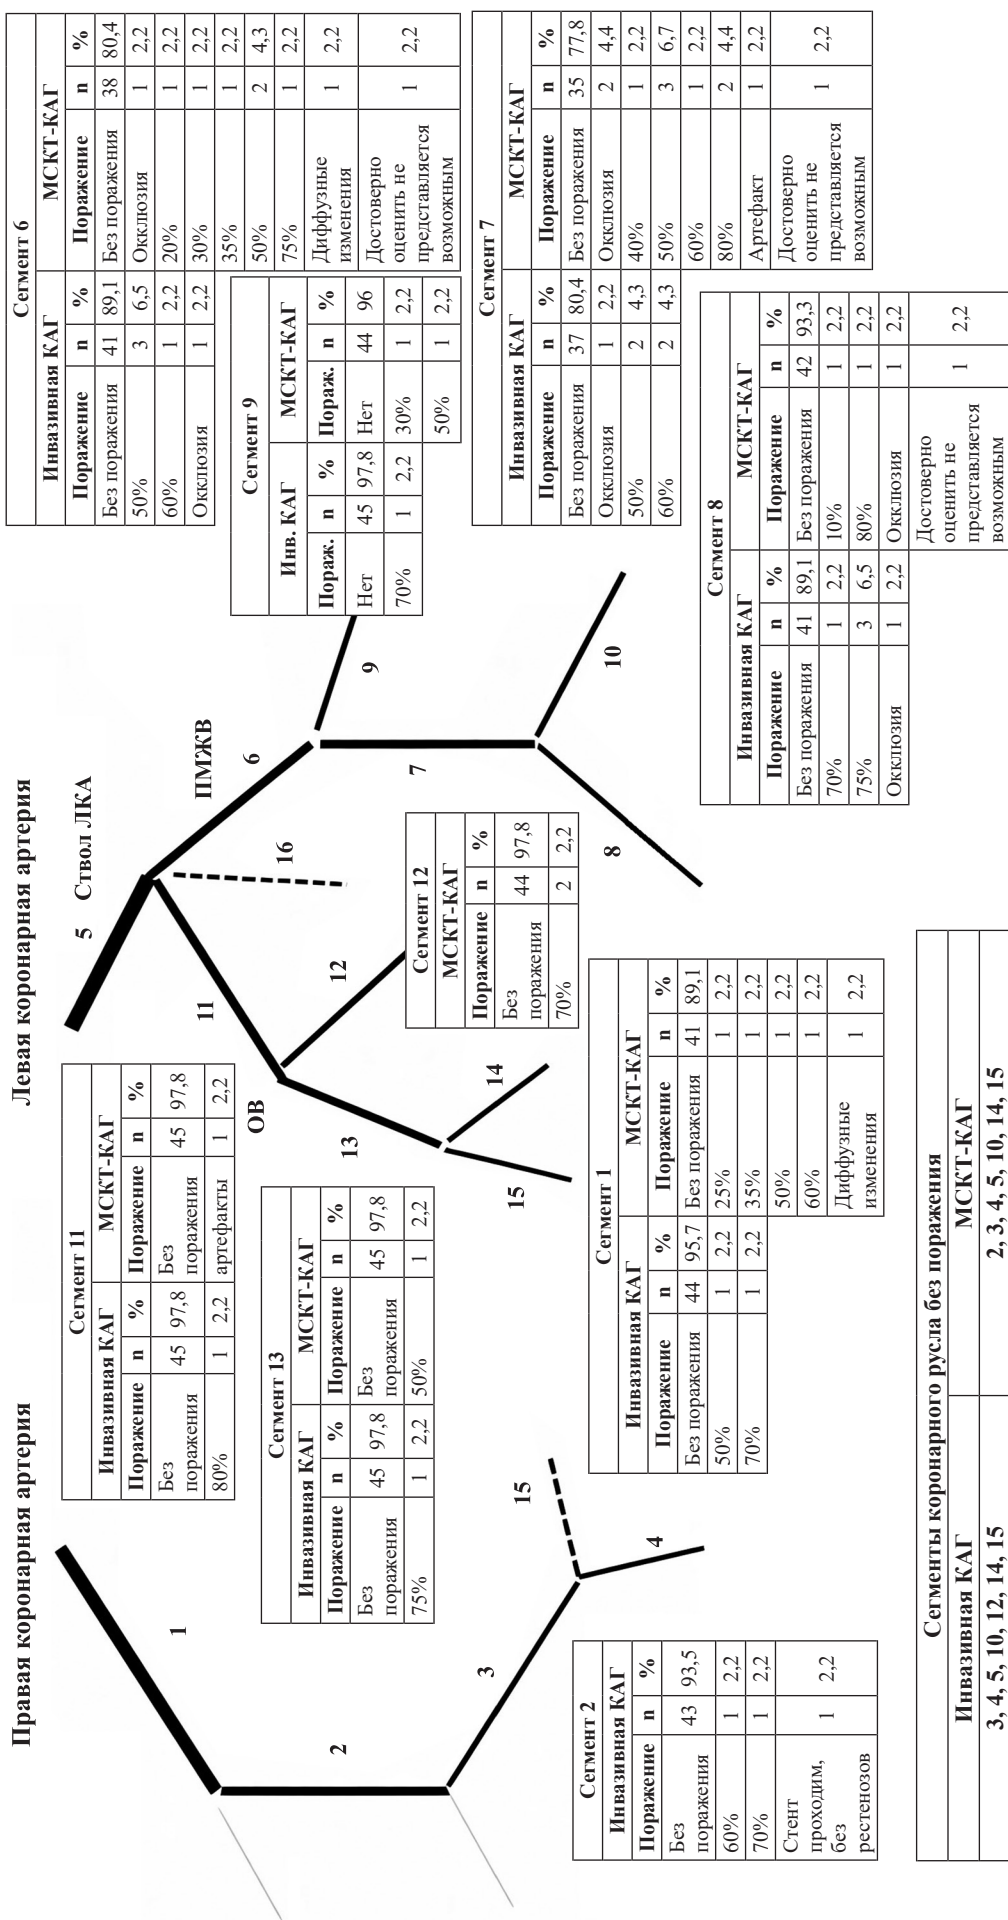 Правая коронарная артерия
Левая коронарная артерия
1
2
3
4
15
5
Ствол ЛКА
ПМЖВ
6
7
8
9
10
11
12
13
14
15
16
ОВ
Сегмент 11
Инвазивная КАГ МСКТ-КАГ
Поражение n % Поражение n %
Без поражения 45 97,8 Без поражения 45 97,8
80% 1 2,2 артефакты 1 2,2
Сегмент 13
Инвазивная КАГ МСКТ-КАГ
Поражение n % Поражение n %
Без поражения 45 97,8 Без поражения 45 97,8
75% 1 2,2 50% 1 2,2
Сегмент 2
Инвазивная КАГ
Поражение n %
Без поражения 43 93,5
60% 1 2,2
70% 1 2,2
Стент проходим, без рестенозов 1 2,2
Сегмент 1
Инвазивная КАГ МСКТ-КАГ
Поражение n % Поражение n %
Без поражения 44 95,7 Без поражения 41 89,1
50% 1 2,2 25% 1 2,2
70% 1 2,2 35% 1 2,2
50% 1 2,2
60% 1 2,2
Диффузные изменения 1 2,2
Сегмент 12
МСКТ-КАГ
Поражение n %
Без поражения 44 97,8
70% 2 2,2
Сегмент 6
Инвазивная КАГ МСКТ-КАГ
Поражение n % Поражение n %
Без поражения 41 89,1 Без поражения 38 80,4
50% 3 6,5 Окклюзия 1 2,2
60% 1 2,2 20% 1 2,2
Окклюзия 1 2,2 30% 1 2,2
35% 1 2,2
50% 2 4,3
75% 1 2,2
Диффузные изменения 1 2,2
Достоверно оценить не представляется возможным 1 2,2
Сегмент 9
Инв. КАГ МСКТ-КАГ
Пораж. n % Пораж. n %
Нет 45 97,8 Нет 44 96
70% 1 2,2 30% 1 2,2
50% 1 2,2
Сегмент 7
Инвазивная КАГ МСКТ-КАГ
Поражение n % Поражение n %
Без поражения 37 80,4 Без поражения 35 77,8
Окклюзия 1 2,2 Окклюзия 2 4,4
50% 2 4,3 40% 1 2,2
60% 2 4,3 50% 3 6,7
60% 1 2,2
80% 2 4,4
Артефакт 1 2,2
Достоверно оценить не представляется возможным 1 2,2
Сегмент 8
Инвазивная КАГ МСКТ-КАГ
Поражение n % Поражение n %
Без поражения 41 89,1 Без поражения 42 93,3
70% 1 2,2 10% 1 2,2
75% 3 6,5 80% 1 2,2
Окклюзия 1 2,2 Окклюзия 1 2,2
Достоверно оценить не представляется возможным 1 2,2
Сегменты коронарного русла без поражения
Инвазивная КАГ МСКТ-КАГ
3, 4, 5, 10, 12, 14, 15 2, 3, 4, 5, 10, 14, 15